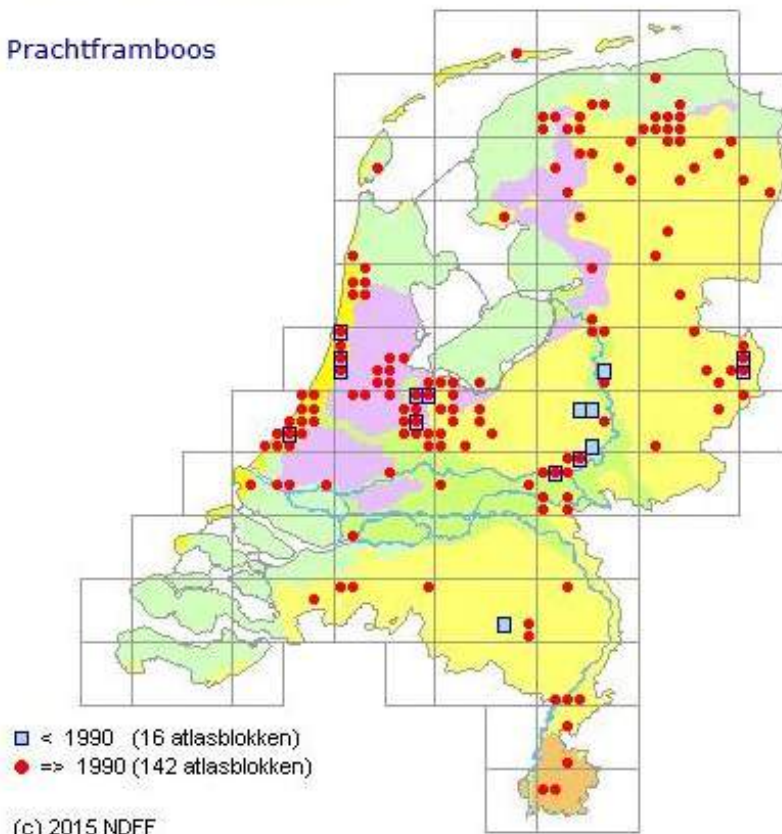 Prachtframboos
< 1990 (16 atlasblokken)
=> 1990 (142 atlasblokken)
(c) 2015 NDFF